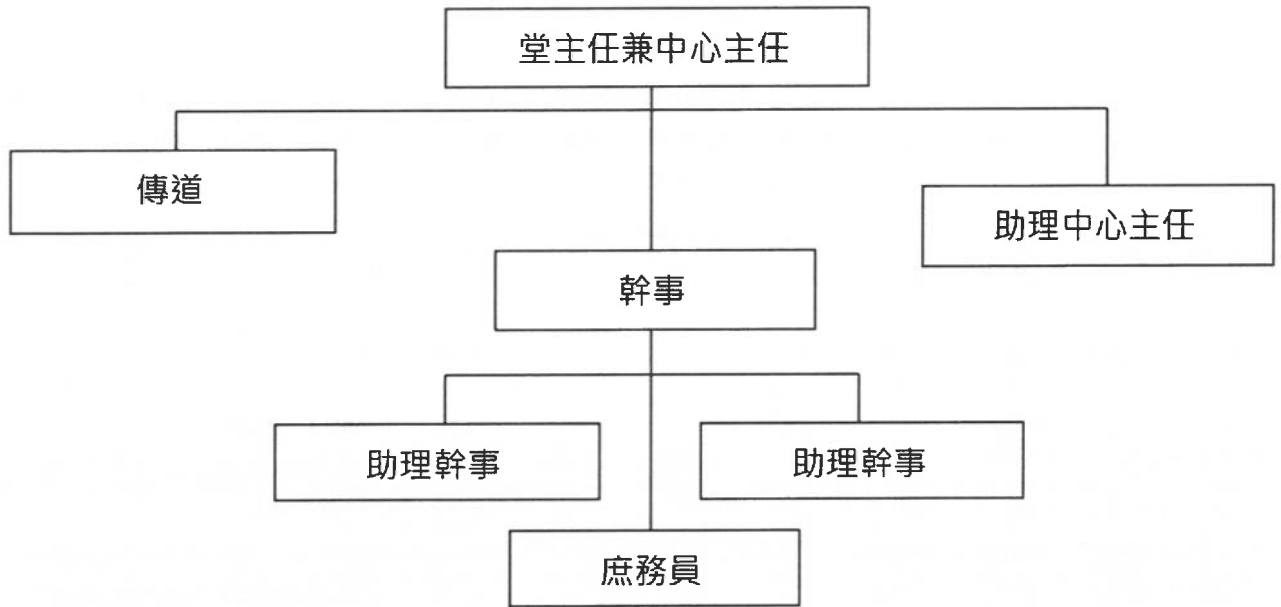 堂主任兼中心主任
傳道
助理中心主任
幹事
助理幹事
助理幹事
庶務員